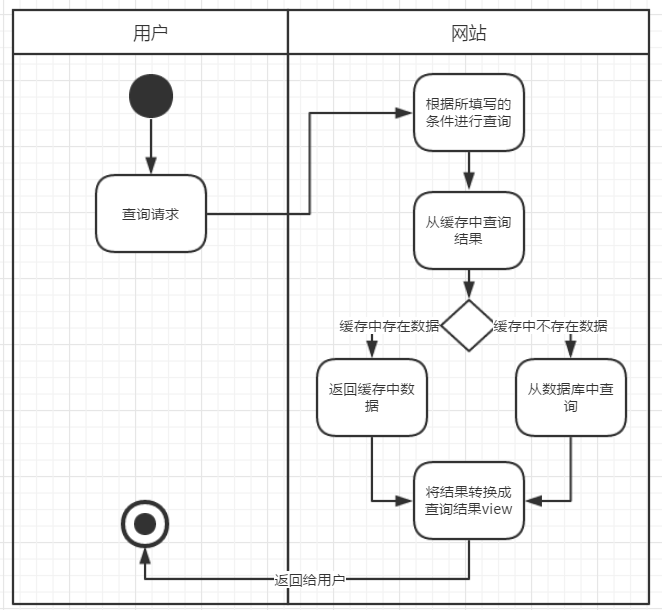 用户
网站
根据所填写的
条件进行查询
查询请求
从缓存中查询
结果
缓存中存在数据
缓存中不存在数据
返回缓存中数
据
从数据库中查
询
将结果转换成
查询结果view
返回给用户